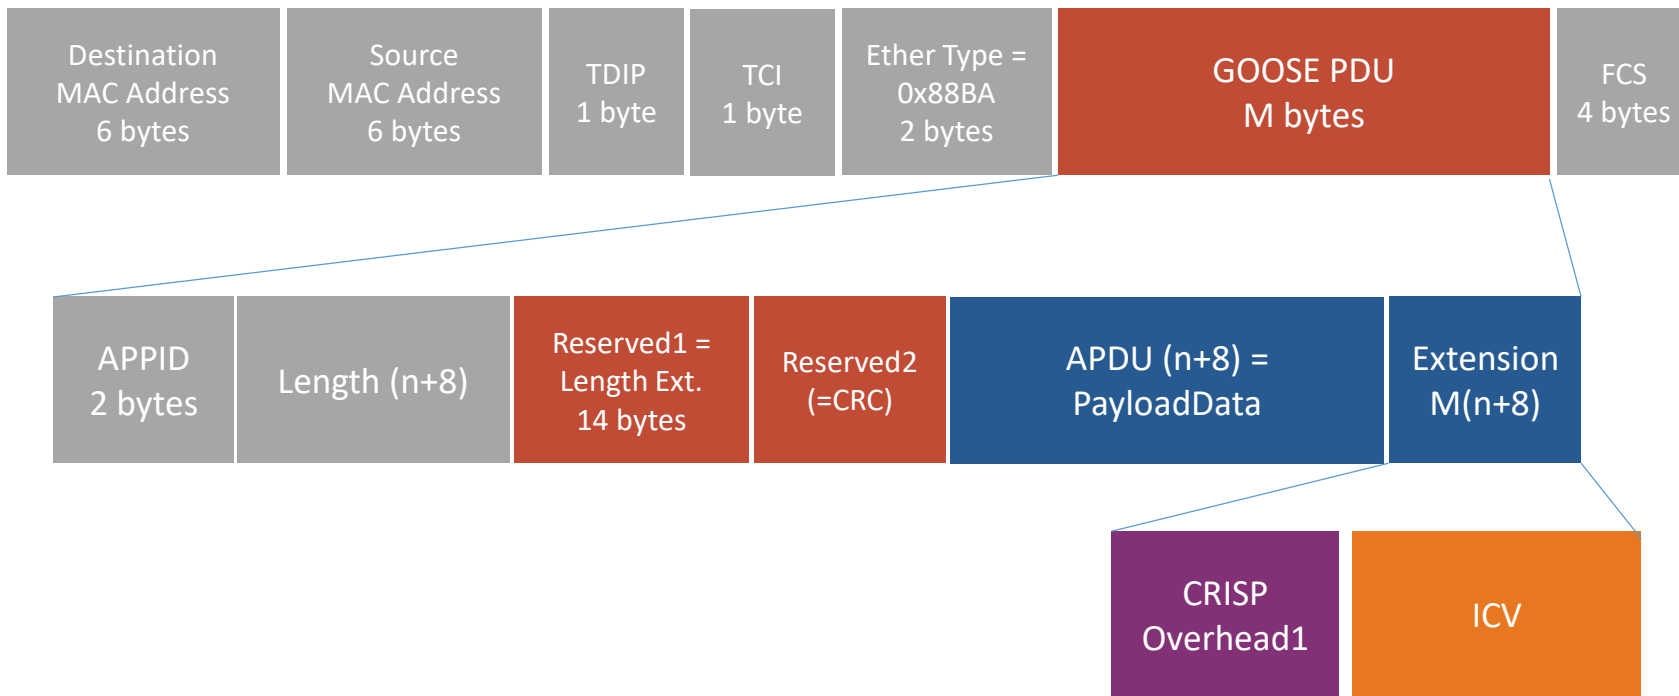 Destination
MAC Address
6 bytes
Source
MAC Address
6 bytes
TDIP
1 byte
TCI
1 byte
Ether Type =
0x88BA
2 bytes
GOOSE PDU
M bytes
FCS
4 bytes
APPID
2 bytes
Length (n+8)
Reserved1 =
Length Ext.
14 bytes
Reserved2
(=CRC)
APDU (n+8) =
PayloadData
Extension
M(n+8)
CRISP
Overhead1
ICV